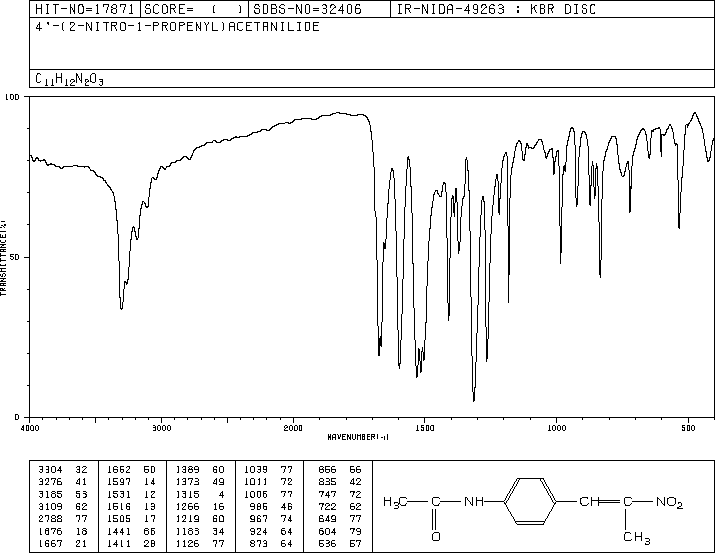 HIT-NO=17871 SCORE= ( ) SDBS-NO=32406 IR-NIDA-49263 : KBR DISC
4'-(2-NITRO-1-PROPENYL)ACETANILIDE
C11H12N2O3
100
50
0
TRANSMITTANCE(%)
4000 3000 2000 1500 1000 500
WAVENUMBER(-1)
3304 32 1652 50 1389 60 1039 77 856 56
3276 41 1597 14 1373 49 1011 72 835 42
3185 53 1531 12 1315 4 1006 77 747 72
3109 62 1516 13 1266 16 986 46 722 62
2788 77 1505 17 1219 60 967 74 649 77
1676 18 1441 66 1183 34 924 64 604 79
1667 21 1411 28 1126 77 873 64 536 57
H3C NH CH NO2
O CH3